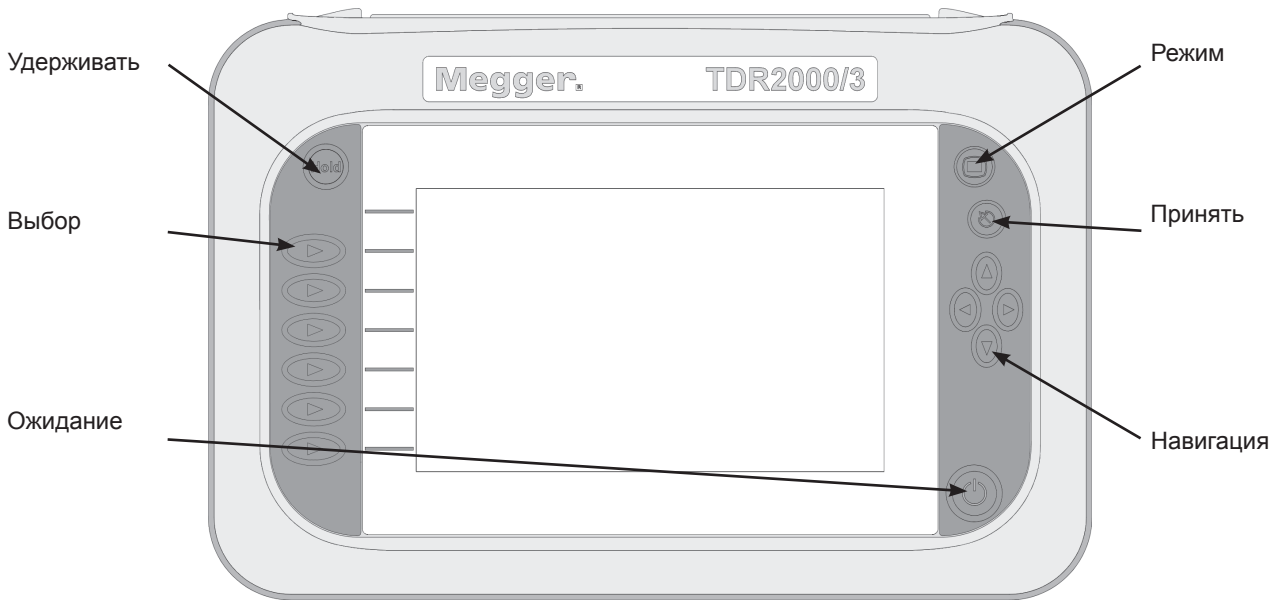 Удерживать
Режим
Megger. TDR2000/3
Hold
Выбор
Принять
Ожидание
Навигация